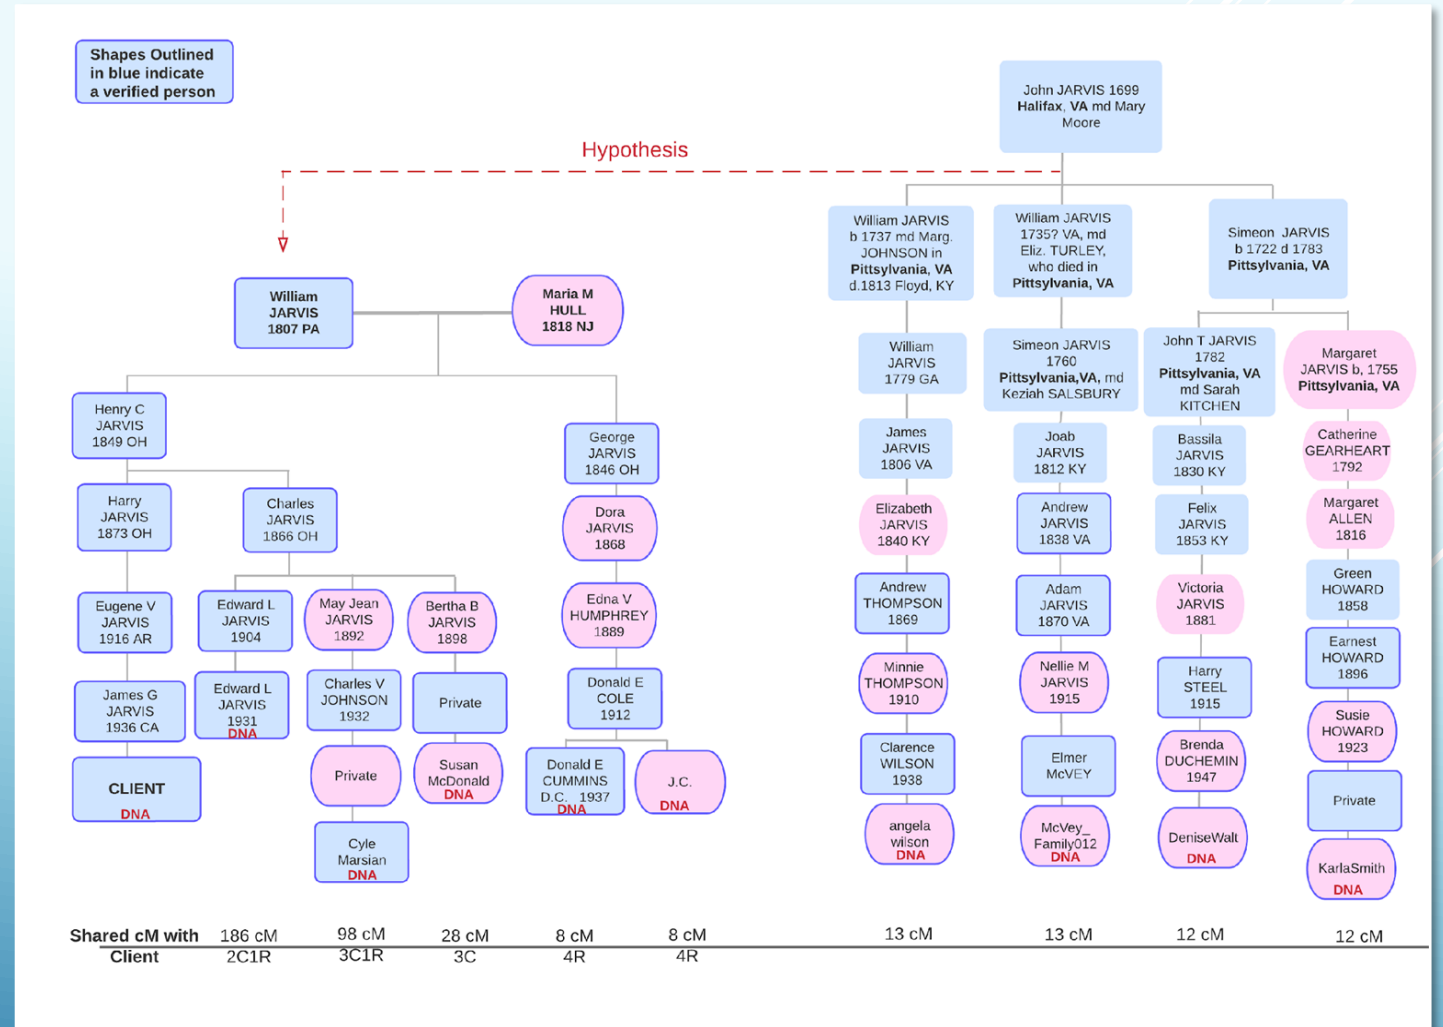 Shapes Outlined
in blue indicate
a verified person
John JARVIS 1699
Halifax, VA md Mary
Moore
Hypothesis
William JARVIS
b 1737 md Marg.
JOHNSON in
Pittsylvania, VA
d.1813 Floyd, KY
William JARVIS
1735? VA, md
Eliz. TURLEY,
who died in
Pittsylvania, VA
Simeon JARVIS
b 1722 d 1783
Pittsylvania, VA
William
JARVIS
1807 PA
Maria M
HULL
1818 NJ
William
JARVIS
1779 GA
Simeon JARVIS
1760
Pittsylvania,VA, md
Keziah SALSBURY
John T JARVIS
1782
Pittsylvania, VA
md Sarah
KITCHEN
Margaret
JARVIS b, 1755
Pittsylvania, VA
Henry C
JARVIS
1849 OH
George
JARVIS
1846 OH
James
JARVIS
1806 VA
Joab
JARVIS
1812 KY
Bassila
JARVIS
1830 KY
Catherine
GEARHEART
1792
Harry
JARVIS
1873 OH
Charles
JARVIS
1866 OH
Dora
JARVIS
1868
Elizabeth
JARVIS
1840 KY
Andrew
JARVIS
1838 VA
Felix
JARVIS
1853 KY
Margaret
ALLEN
1816
Eugene V
JARVIS
1916 AR
Edward L
JARVIS
1904
May Jean
JARVIS
1892
Bertha B
JARVIS
1898
Edna V
HUMPHREY
1889
Andrew
THOMPSON
1869
Adam
JARVIS
1870 VA
Victoria
JARVIS
1881
Green
HOWARD
1858
Earnest
HOWARD
1896
James G
JARVIS
1936 CA
Edward L
JARVIS
1931
DNA
Charles V
JOHNSON
1932
Private
Donald E
COLE
1912
Minnie
THOMPSON
1910
Nellie M
JARVIS
1915
Harry
STEEL
1915
Susie
HOWARD
1923
CLIENT
DNA
Private
Susan
McDonald
DNA
Donald E
CUMMINS
D.C. 1937
DNA
J.C.
DNA
Clarence
WILSON
1938
Elmer
McVEY
Brenda
DUCHEMIN
1947
Private
Cyle
Marsian
DNA
angela
wilson
DNA
McVey_
Family012
DNA
DeniseWalt
DNA
KarlaSmith
DNA
Shared cM with 186 cM 98 cM 28 cM 8 cM 8 cM 13 cM 13 cM 12 cM 12 cM
Client 2C1R 3C1R 3C 4R 4R